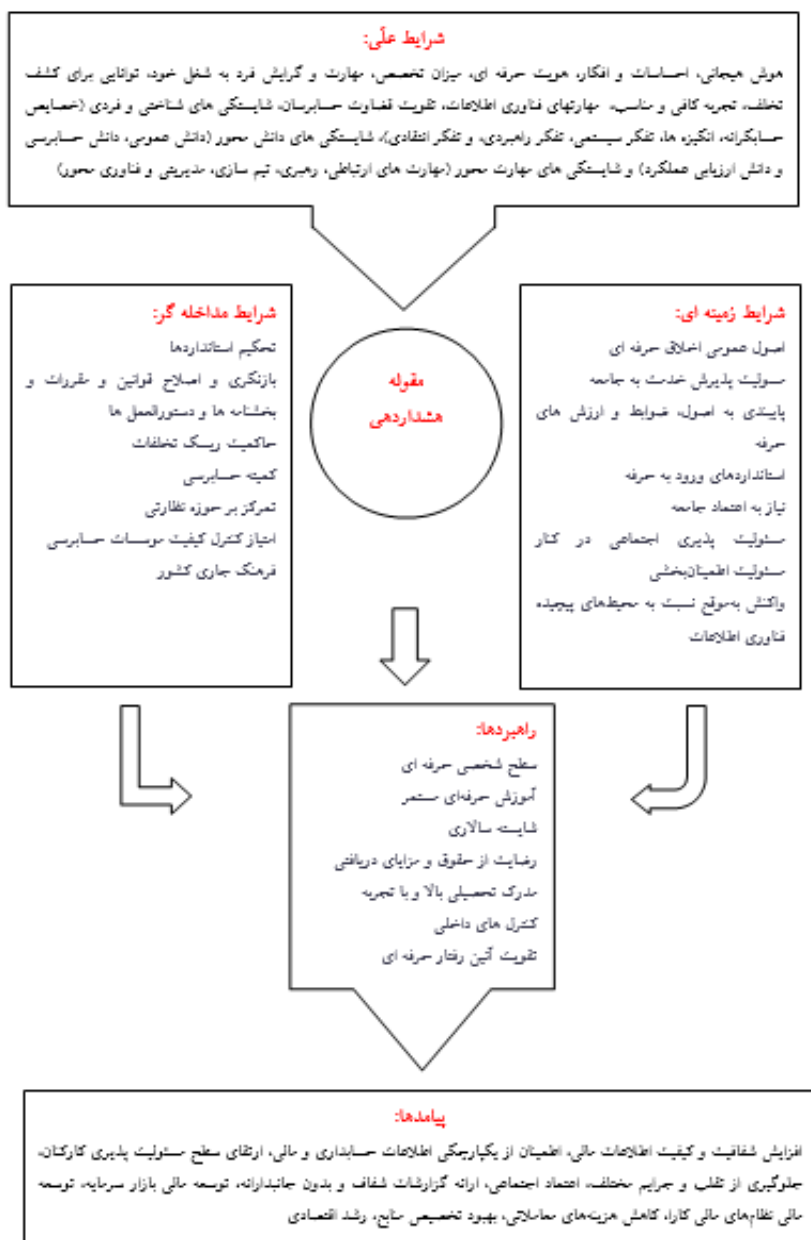 شرایط علّی:
هوش هیجانی، احساسات و افکار، هویت حرفه ای، میزان تخصص، مهارت و گرایش فرد به شغل خود، توانایی برای کشف
تخلف، تجربه کافی و مناسب، مهارتهای فناوری اطلاعات، تقویت قضاوت حسابرسان، شایستگی های شناختی و فردی (خصایص
حسابگرانه، انگیزه ها، تفکر سیستمی، تفکر راهبردی، و تفکر انتقادی)، شایستگی های دانش محور (دانش عمومی، دانش حسابرسی
و دانش ارزیابی عملکرد) و شایستگی های مهارت محور (مهارت های ارتباطی، رهبری، تیم سازی، مدیریتی و فناوری محور)
شرایط زمینه ای:
اصول عمومی اخلاق حرفه ای
مسولیت پذیرش خدمت به جامعه
پایبندی به اصول، ضوابط و ارزش های
حرفه
استانداردهای ورود به حرفه
نیاز به اعتماد جامعه
مسئولیت پذیری اجتماعی در کنار
مسئولیت اطمینان‌بخشی
واکنش به‌موقع نسبت به محیط‌های پیچیده
فناوری اطلاعات
مقوله
هشداردهی
شرایط مداخله گر:
تحکیم استانداردها
بازنگری و اصلاح قوانین و مقررات و
بخشنامه ها و دستورالعمل ها
حاکمیت ریسک تخلفات
کمیته حسابرسی
تمرکز بر حوزه نظارتی
امتیاز کنترل کیفیت موسسات حسابرسی
فرهنگ جاری کشور
راهبردها:
سطح شخصی حرفه ای
آموزش حرفه‌ای مستمر
شایسته سالاری
رضایت از حقوق و مزایای دریافتی
مدرک تحصیلی بالا و با تجربه
کنترل های داخلی
تقویت آئین رفتار حرفه ای
پیامدها:
افزایش شفافیت و کیفیت اطلاعات مالی، اطمینان از یکپارچگی اطلاعات حسابداری و مالی، ارتقای سطح مسئولیت پذیری کارکنان،
جلوگیری از تقلب و جرایم مختلف، اعتماد اجتماعی، ارائه گزارشات شفاف و بدون جانبدارانه، توسعه مالی بازار سرمایه، توسعه
مالی نظام‌های مالی کارا، کاهش هزینه‌های معاملاتی، بهبود تخصیص منابع، رشد اقتصادی